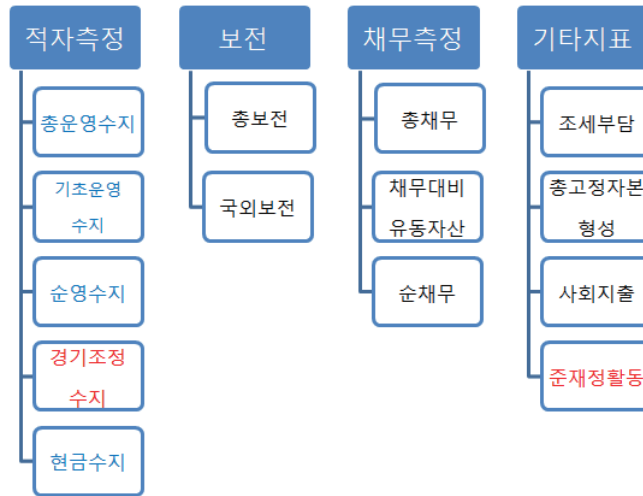 적자측정
총운영수지
기초운영
수지
순영수지
경기조정
수지
현금수지
보전
총보전
국외보전
채무측정
총채무
채무대비
유동자산
순채무
기타지표
조세부담
총고정자본
형성
사회지출
준재정활동